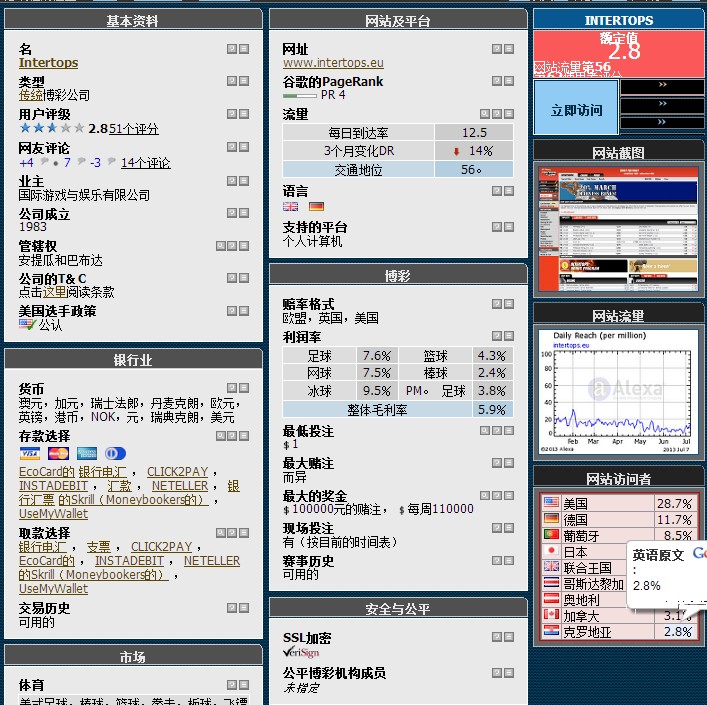 基本资料
名
Intertops
类型
传统博彩公司
用户评级
2.851个评分
网友评论
+4 7 -3 14个评论
业主
国际游戏与娱乐有限公司
公司成立
1983
管辖权
安提瓜和巴布达
公司的T& C
点击这里阅读条款
美国选手政策
公认
银行业
货币
澳元，加元，瑞士法郎，丹麦克朗，欧元，
英镑，港币，NOK，元，瑞典克朗，美元
存款选择
VISA
EcoCard的 银行电汇 ， CLICK2PAY ，
INSTADEBIT ， 汇款 ， NETELLER ， 银
行汇票 的Skrill（Moneybookers的） ，
UseMyWallet
取款选择
银行电汇 ， 支票 ， CLICK2PAY ，
EcoCard的 ， INSTADEBIT ， NETELLER
的Skrill（Moneybookers的） ，
UseMyWallet
交易历史
可用的
市场
体育
美式足球，棒球，篮球，拳击，板球，飞镖
网站及平台
网址
www.intertops.eu
谷歌的PageRank
PR 4
流量
每日到达率 12.5
3个月变化DR 14%
交通地位 56。
语言
支持的平台
个人计算机
博彩
赔率格式
欧盟，英国，美国
利润率
足球 7.6% 篮球 4.3%
网球 7.5% 棒球 2.4%
冰球 9.5% PM。 足球 3.8%
整体毛利率 5.9%
最低投注
$ 1
最大赌注
而异
最大的奖金
$ 100000元的赌注， $ 每周110000
现场投注
有（按目前的时间表）
赛事历史
可用的
安全与公平
SSL加密
VeriSign
公平博彩机构成员
未指定
INTERTOPS
额定值
2.8
网站流量第56
立即访问
>>
>>
>>
网站截图
20% MARCH
网站流量
Daily Reach (per million)
intertops.eu
100
80
60
40
20
0
Alexa
Feb Mar Apr May Jun Jul
©2013 Alexa 2013 Jul 7
网站访问者
美国 28.7%
德国 11.7%
葡萄牙 8.5%
日本
联合王国
哥斯达黎加
奥地利
加拿大 3.1%
克罗地亚 2.8%
英语原文
：
2.8%